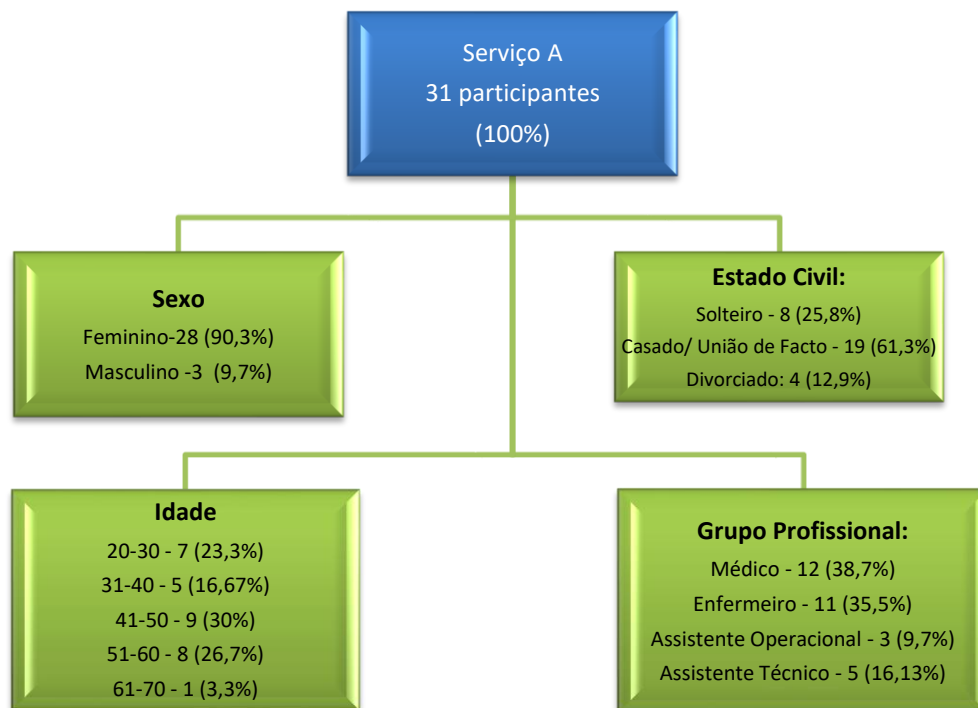 Serviço A
31 participantes
(100%)
Sexo
Feminino-28 (90,3%)
Masculino -3 (9,7%)
Estado Civil:
Solteiro - 8 (25,8%)
Casado/ União de Facto - 19 (61,3%)
Divorciado: 4 (12,9%)
Idade
20-30 - 7 (23,3%)
31-40 - 5 (16,67%)
41-50 - 9 (30%)
51-60 - 8 (26,7%)
61-70 - 1 (3,3%)
Grupo Profissional:
Médico - 12 (38,7%)
Enfermeiro - 11 (35,5%)
Assistente Operacional - 3 (9,7%)
Assistente Técnico - 5 (16,13%)